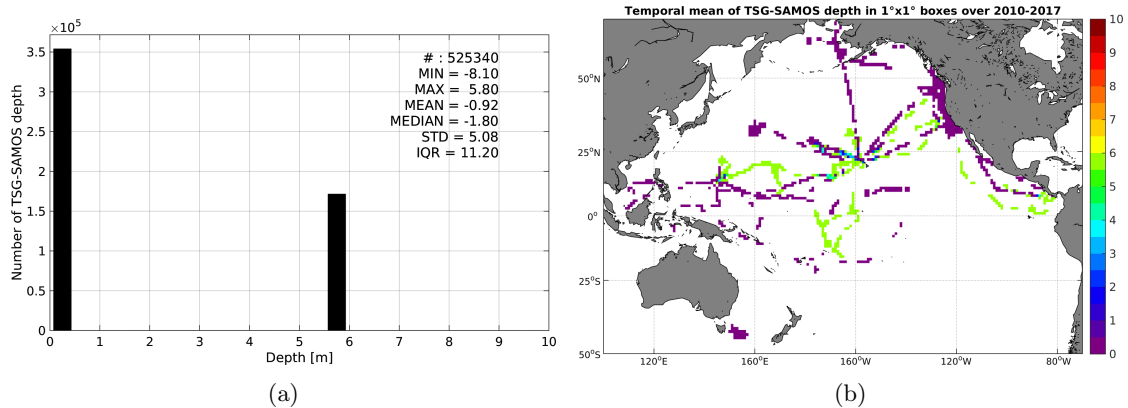 ×10⁵
3.5
3
2.5
2
1.5
1
0.5
0
Number of TSG-SAMOS depth
# : 525340
MIN = -8.10
MAX = 5.80
MEAN = -0.92
MEDIAN = -1.80
STD = 5.08
IQR = 11.20
0 1 2 3 4 5 6 7 8 9 10
Depth [m]
(a)
Temporal mean of TSG-SAMOS depth in 1°x1° boxes over 2010-2017
50°N
25°N
0°
25°S
50°S
120°E 160°E 160°W 120°W 80°W
10
9
8
7
6
5
4
3
2
1
0
(b)